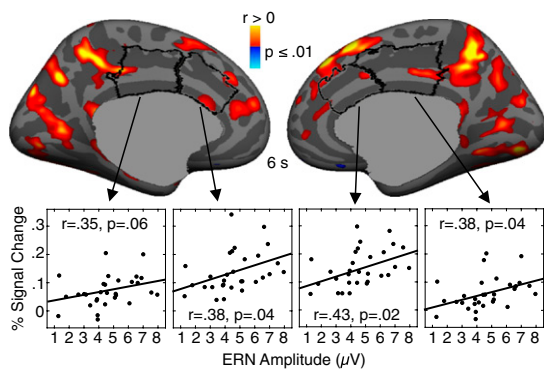 r > 0
p ≤ .01
6 s
r=.35, p=.06
r=.38, p=.04
r=.43, p=.02
r=.38, p=.04
% Signal Change
.3
.2
.1
0
1 2 3 4 5 6 7 8
1 2 3 4 5 6 7 8
1 2 3 4 5 6 7 8
1 2 3 4 5 6 7 8
ERN Amplitude (µV)